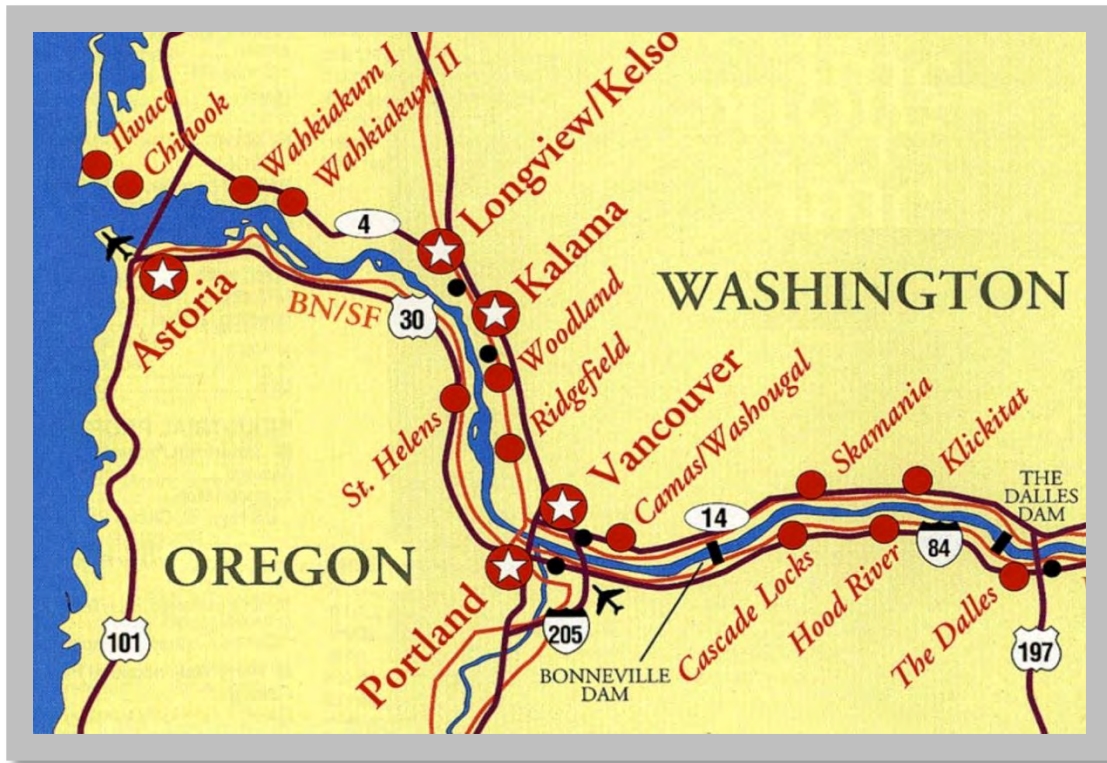 Ilwaco
Chinook
Wahkiakum I
Wahkiakum II
Longview/Kelso
4
Kalama
WASHINGTON
Astoria
BN/SF
30
Woodland
Ridgefield
St. Helens
Vancouver
Camas/Washougal
Skamania
Klickitat
THE
DALLES
DAM
14
OREGON
84
Portland
205
Cascade Locks
Hood River
The Dalles
101
197
BONNEVILLE
DAM